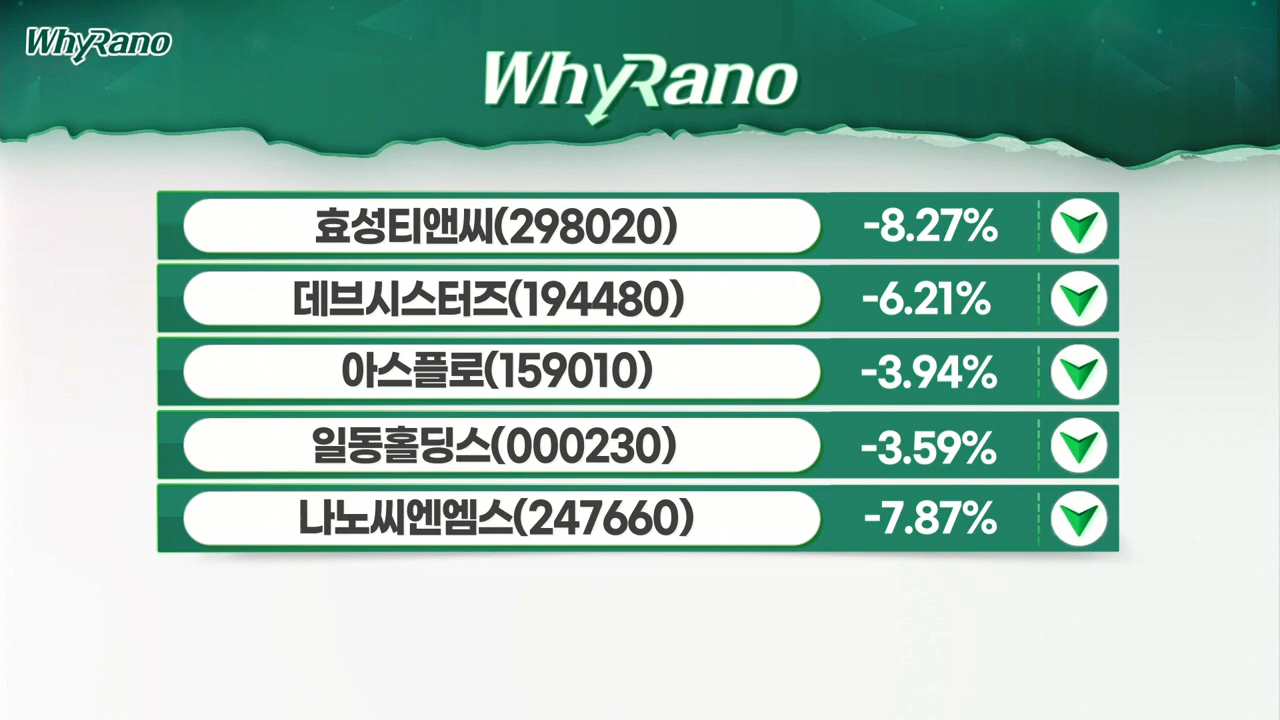 WhyRano
WhyRano
효성티앤씨(298020) -8.27%
데브시스터즈(194480) -6.21%
아스플로(159010) -3.94%
일동홀딩스(000230) -3.59%
나노씨엔엠스(247660) -7.87%